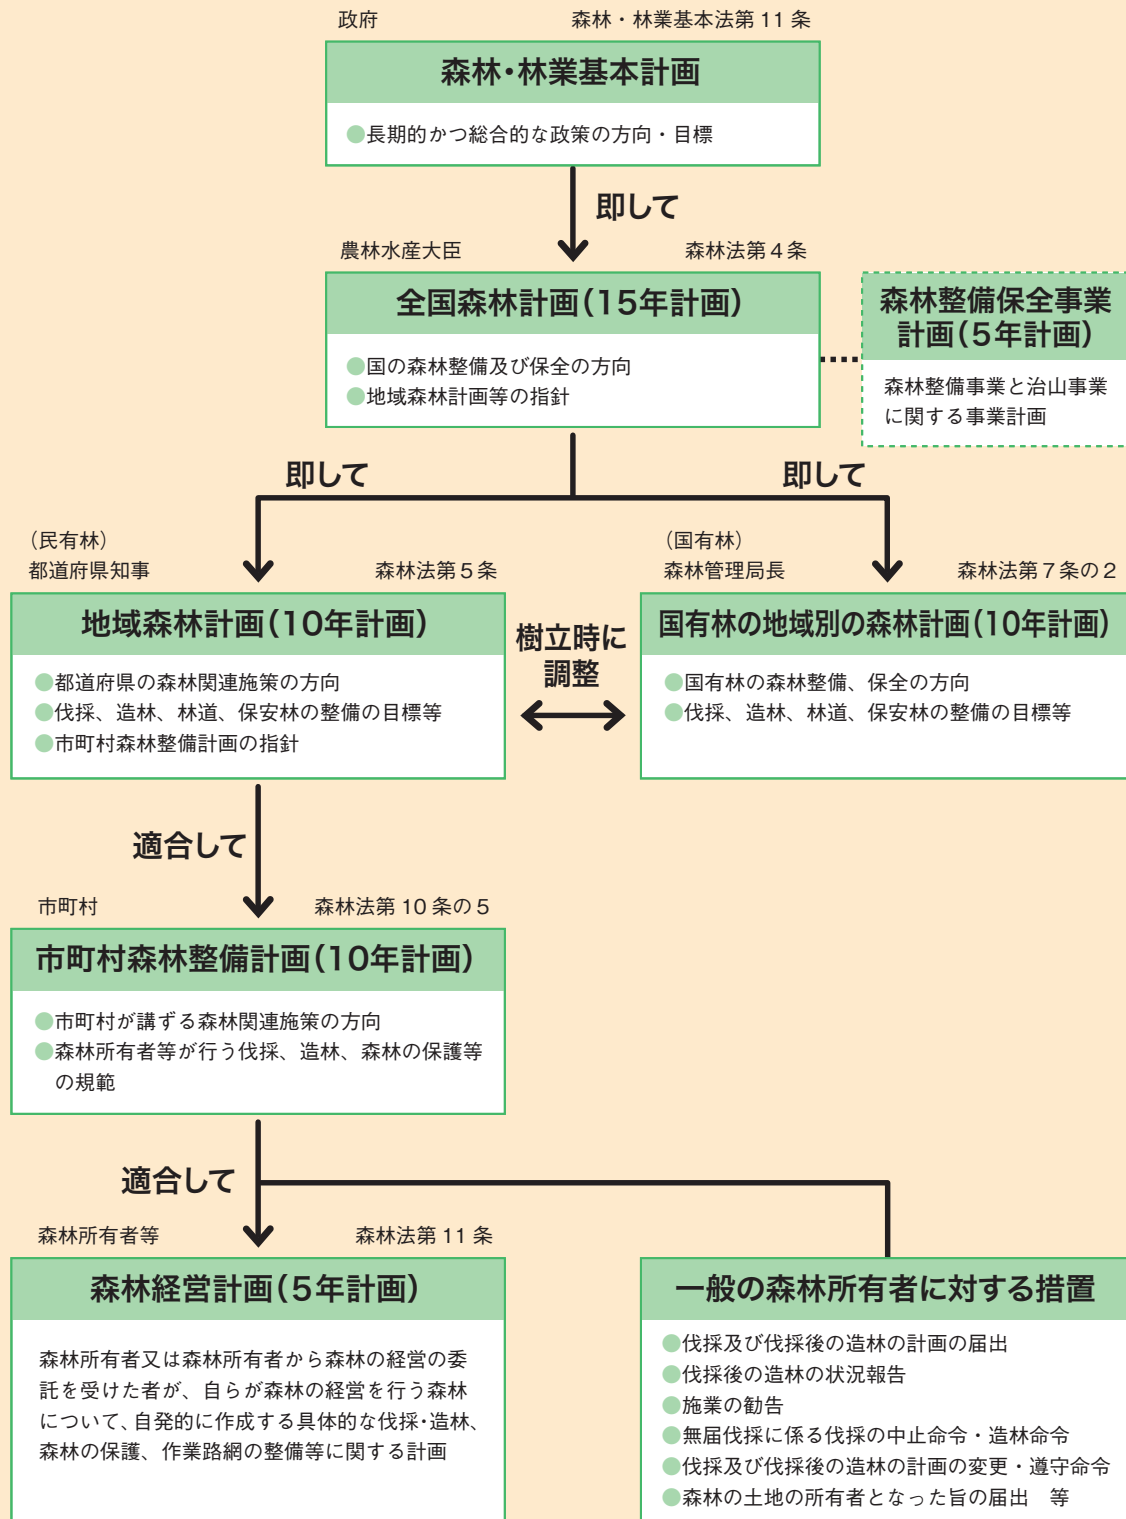 政府　森林・林業基本法第11条
森林・林業基本計画
●長期的かつ総合的な政策の方向・目標
即して
農林水産大臣　森林法第4条
全国森林計画(15年計画)
●国の森林整備及び保全の方向
●地域森林計画等の指針
森林整備保全事業
計画(5年計画)
森林整備事業と治山事業
に関する事業計画
即して
即して
(民有林)
都道府県知事　森林法第5条
地域森林計画(10年計画)
●都道府県の森林関連施策の方向
●伐採、造林、林道、保安林の整備の目標等
●市町村森林整備計画の指針
樹立時に
調整
(国有林)
森林管理局長　森林法第7条の2
国有林の地域別の森林計画(10年計画)
●国有林の森林整備、保全の方向
●伐採、造林、林道、保安林の整備の目標等
適合して
市町村　森林法第10条の5
市町村森林整備計画(10年計画)
●市町村が講ずる森林関連施策の方向
●森林所有者等が行う伐採、造林、森林の保護等
の規範
適合して
森林所有者等　森林法第11条
森林経営計画(5年計画)
森林所有者又は森林所有者から森林の経営の委
託を受けた者が、自らが森林の経営を行う森林
について、自発的に作成する具体的な伐採・造林、
森林の保護、作業路網の整備等に関する計画
一般の森林所有者に対する措置
●伐採及び伐採後の造林の計画の届出
●伐採後の造林の状況報告
●施業の勧告
●無届伐採に係る伐採の中止命令・造林命令
●伐採及び伐採後の造林の計画の変更・遵守命令
●森林の土地の所有者となった旨の届出　等